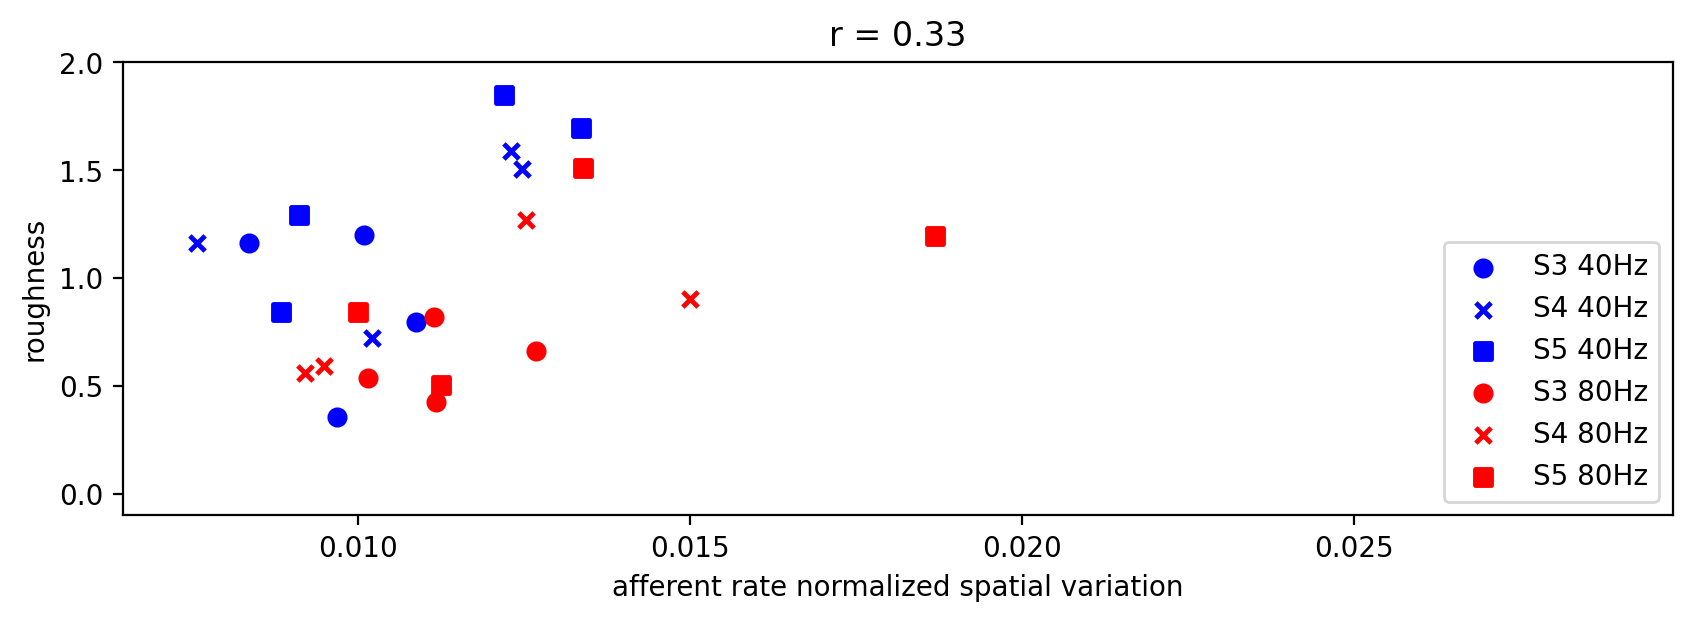 r = 0.33
2.0
1.5
1.0
0.5
0.0
roughness
0.010
0.015
0.020
0.025
afferent rate normalized spatial variation
S3 40Hz
S4 40Hz
S5 40Hz
S3 80Hz
S4 80Hz
S5 80Hz